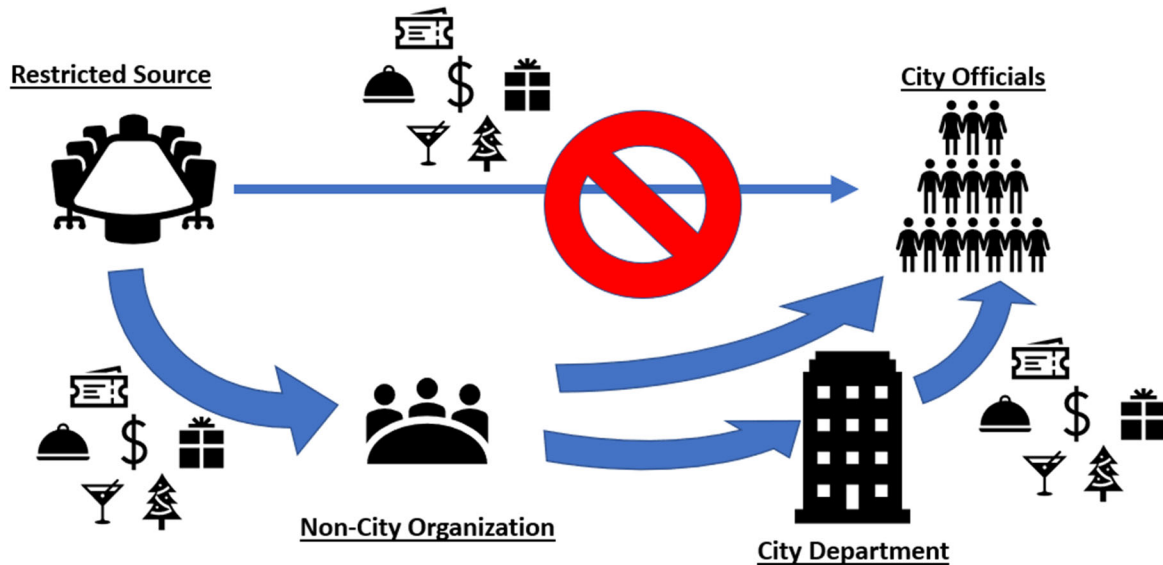 Restricted Source
City Officials
$
$
$
Non-City Organization
City Department